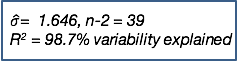 σ̂ = 1.646, n-2 = 39
R² = 98.7% variability explained